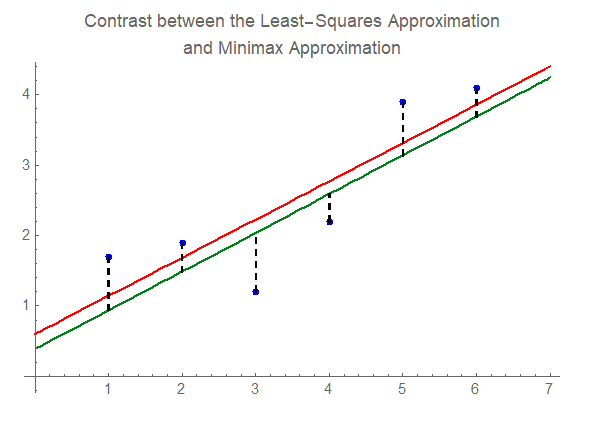 Contrast between the Least-Squares Approximation
and Minimax Approximation
4
3
2
1
1 2 3 4 5 6 7